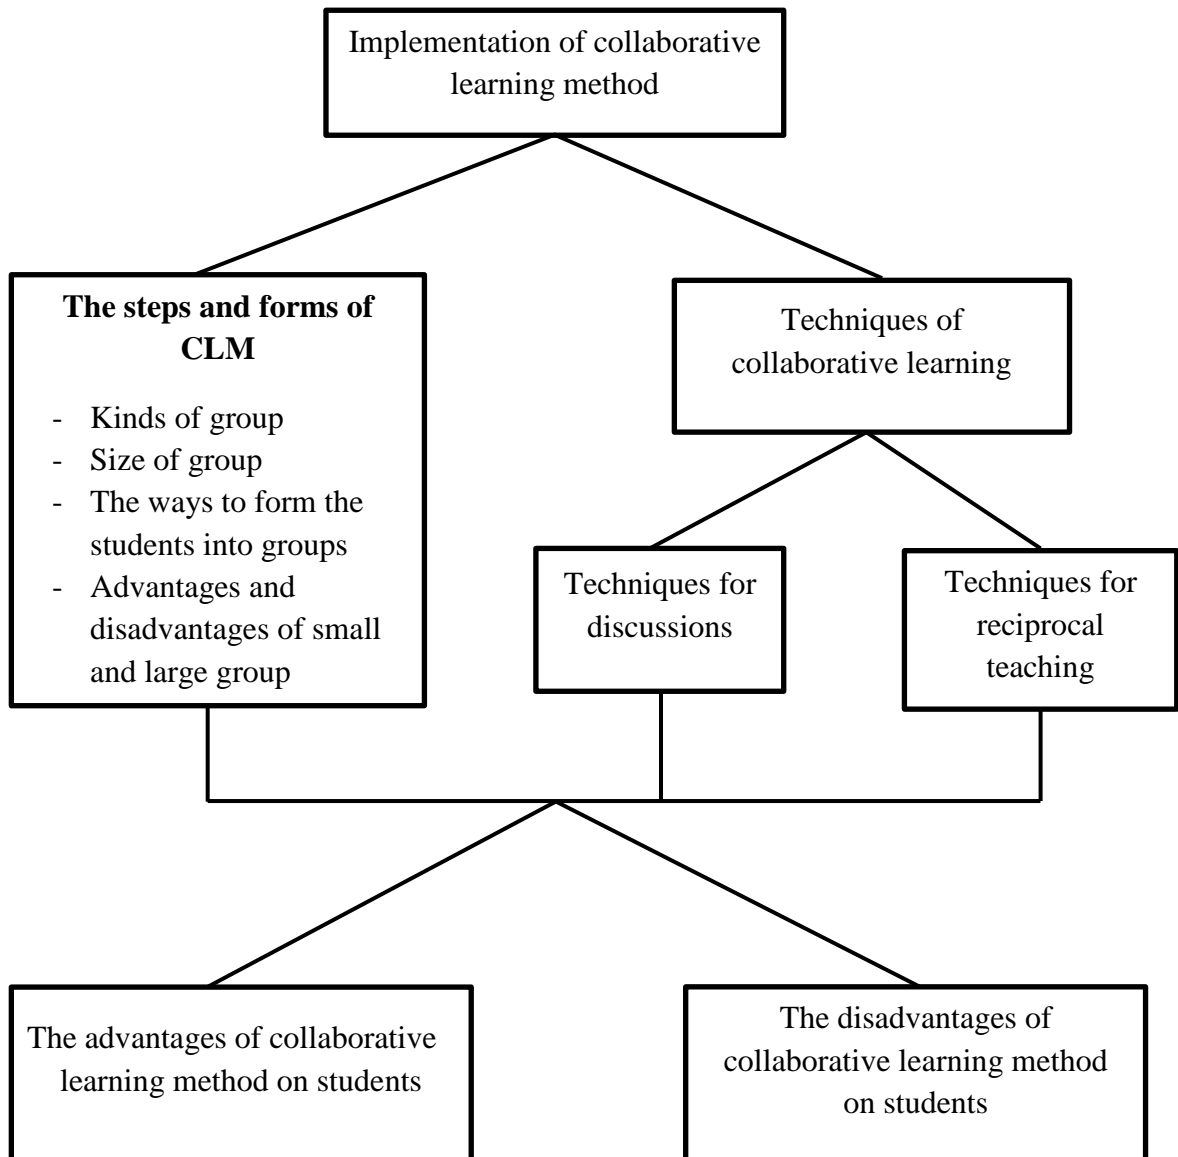 Implementation of collaborative
learning method
The steps and forms of
CLM
- Kinds of group
- Size of group
- The ways to form the
students into groups
- Advantages and
disadvantages of small
and large group
Techniques of
collaborative learning
Techniques for
discussions
Techniques for
reciprocal
teaching
The advantages of collaborative
learning method on students
The disadvantages of
collaborative learning method
on students